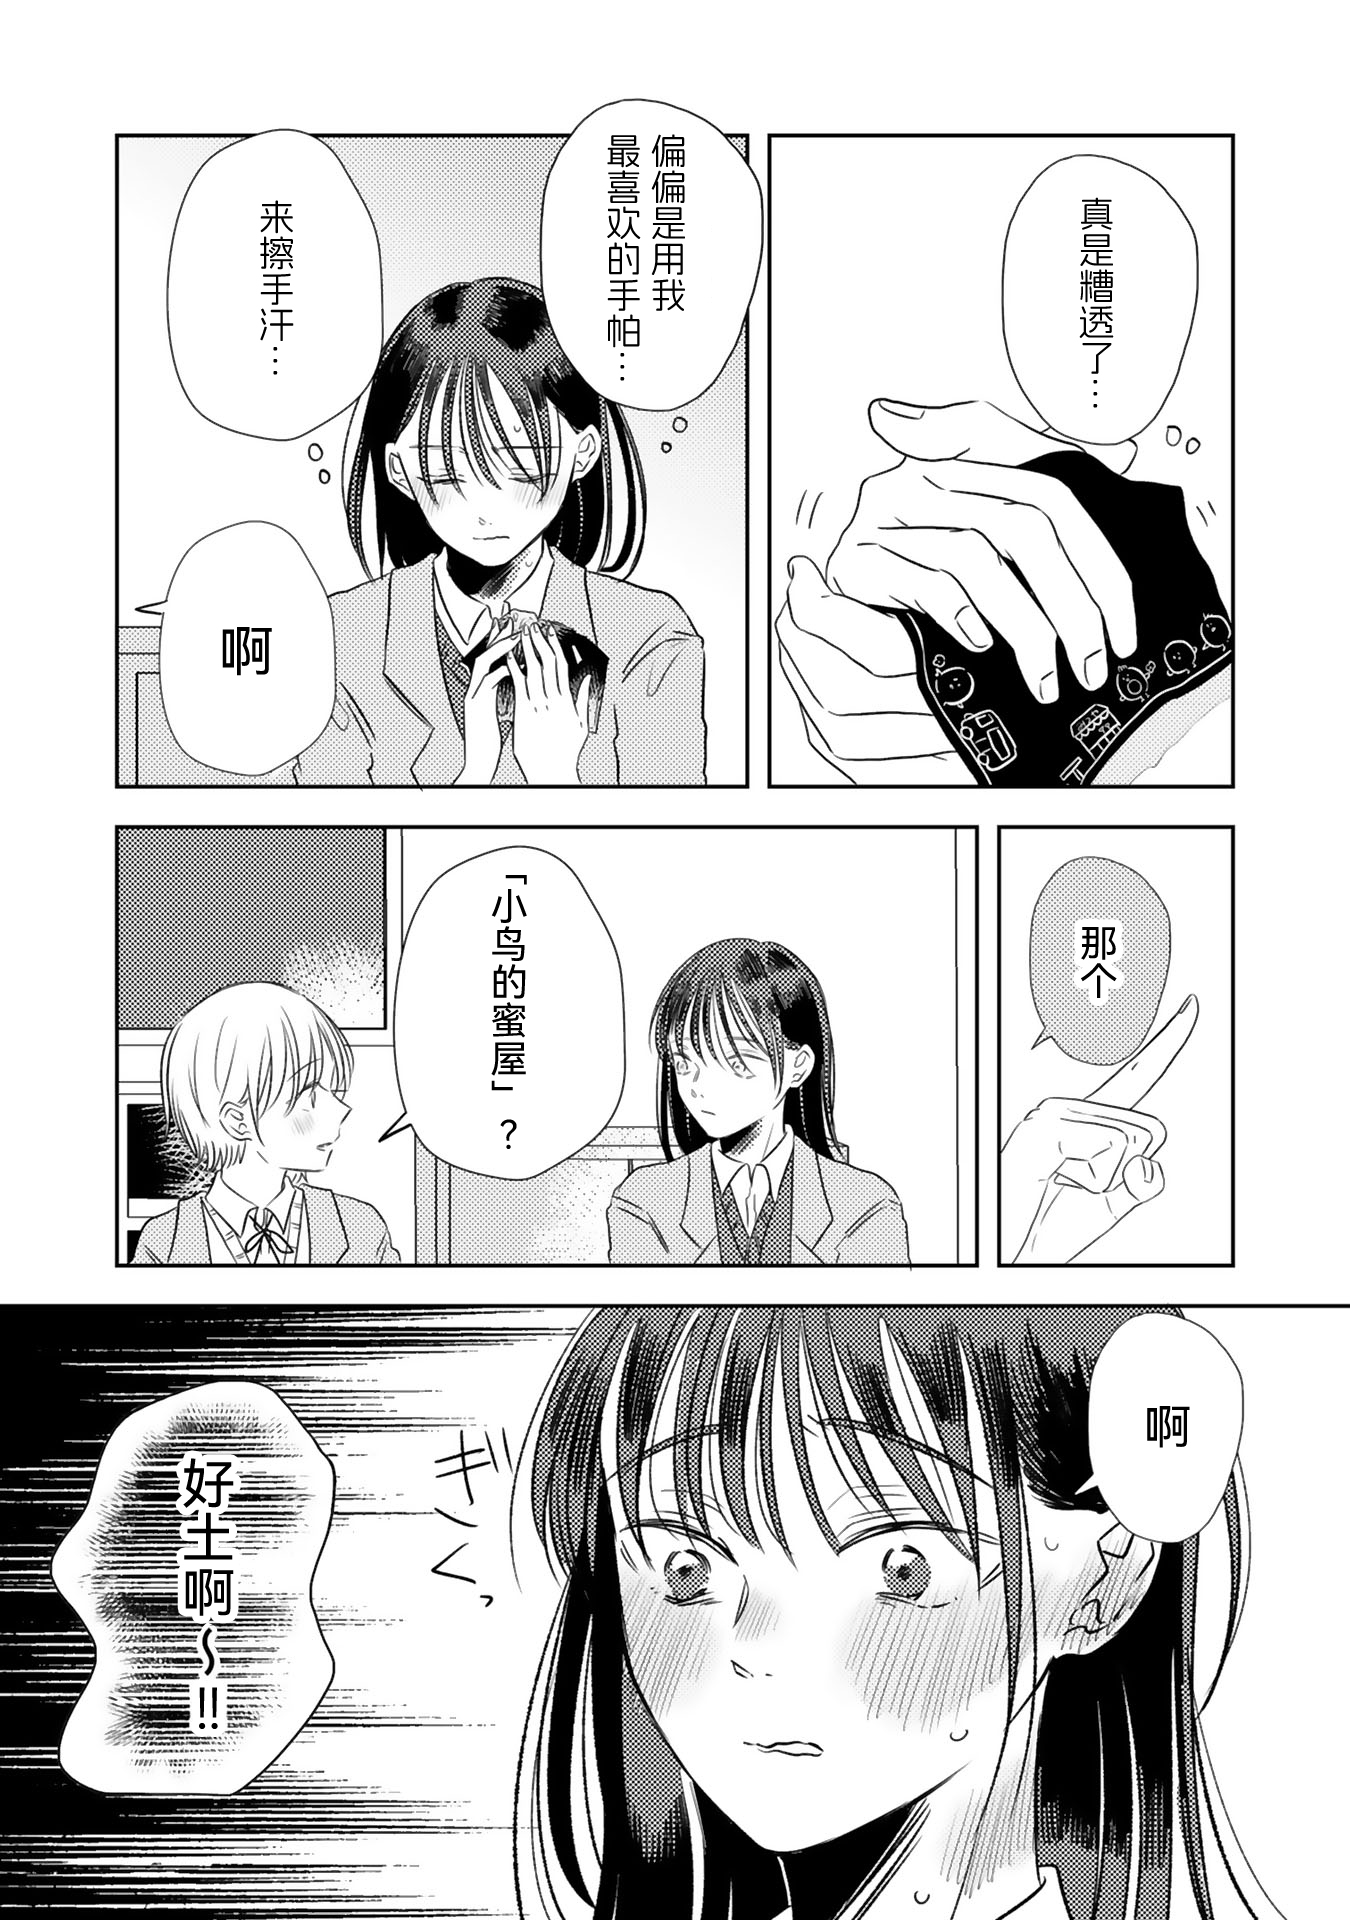 真是糟透了…
偏偏是用我
最喜欢的手帕…
来擦手汗…
啊
那个
「小鸟的蜜屋」？
啊
ギ
くっ
好土啊～!!